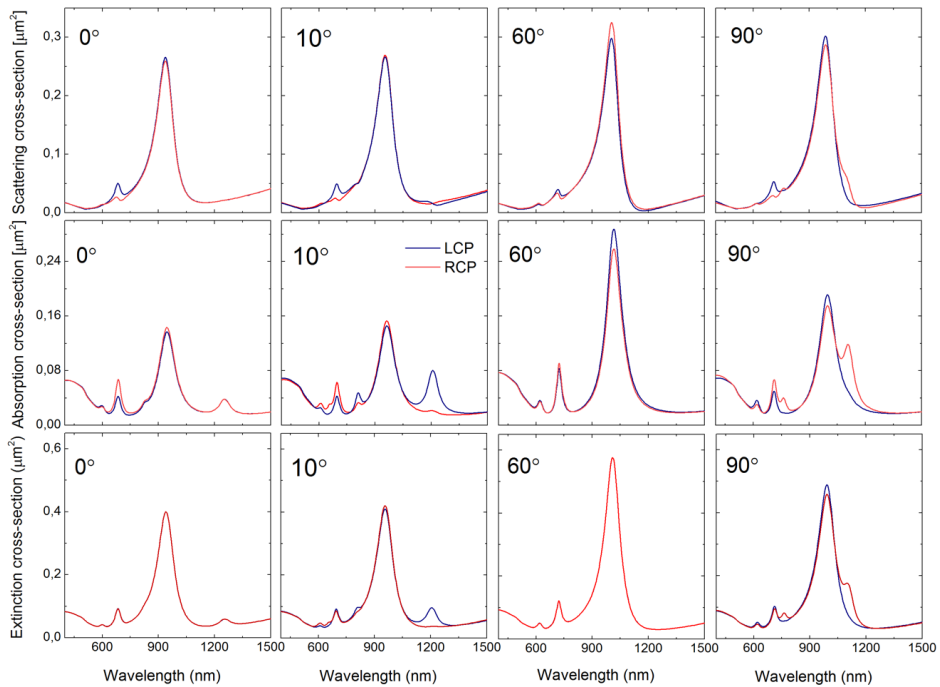 Scattering cross-section [μm²]
0,3
0,2
0,1
0,0
0°
10°
60°
90°
Absorption cross-section [μm²]
0,24
0,16
0,08
0,00
0°
10°
LCP
RCP
60°
90°
Extinction cross-section (μm²)
0,6
0,4
0,2
0,0
0°
10°
60°
90°
600 900 1200 1500
600 900 1200 1500
600 900 1200 1500
600 900 1200 1500
Wavelength (nm)
Wavelength (nm)
Wavelength (nm)
Wavelength (nm)